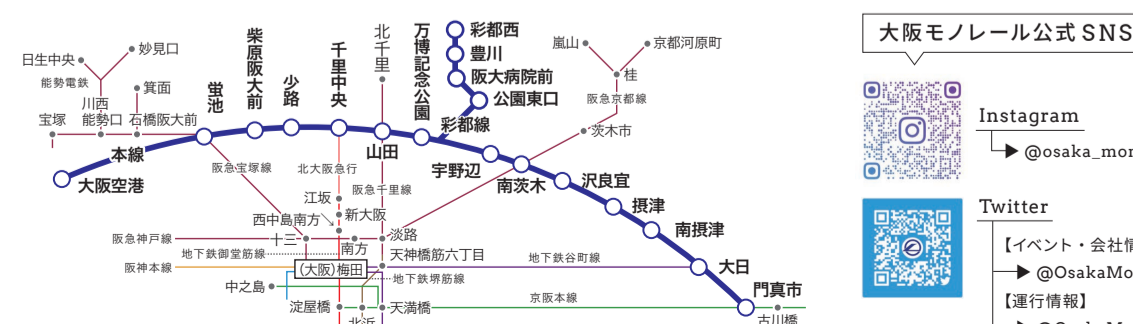 日生中央
妙見口
能勢電鉄
箕面
川西
能勢口
石橋阪大前
宝塚
蛍池
柴原阪大前
少路
千里中央
北千里
万博記念公園
彩都西
豊川
阪大病院前
公園東口
彩都線
嵐山
京都河原町
桂
阪急京都線
茨木市
本線
大阪空港
阪急宝塚線
北大阪急行
山田
阪急千里線
宇野辺
南茨木
沢良宜
摂津
南摂津
大日
門真市
古川橋
江坂
西中島南方
新大阪
阪急神戸線
十三
南方
淡路
地下鉄御堂筋線
天神橋筋六丁目
地下鉄谷町線
阪神本線
(大阪)梅田
地下鉄堺筋線
中之島
淀屋橋
北浜
天満橋
京阪本線
大阪モノレール公式SNS
Instagram
@osaka_mor
Twitter
【イベント・会社情
@OsakaMo
【運行情報】